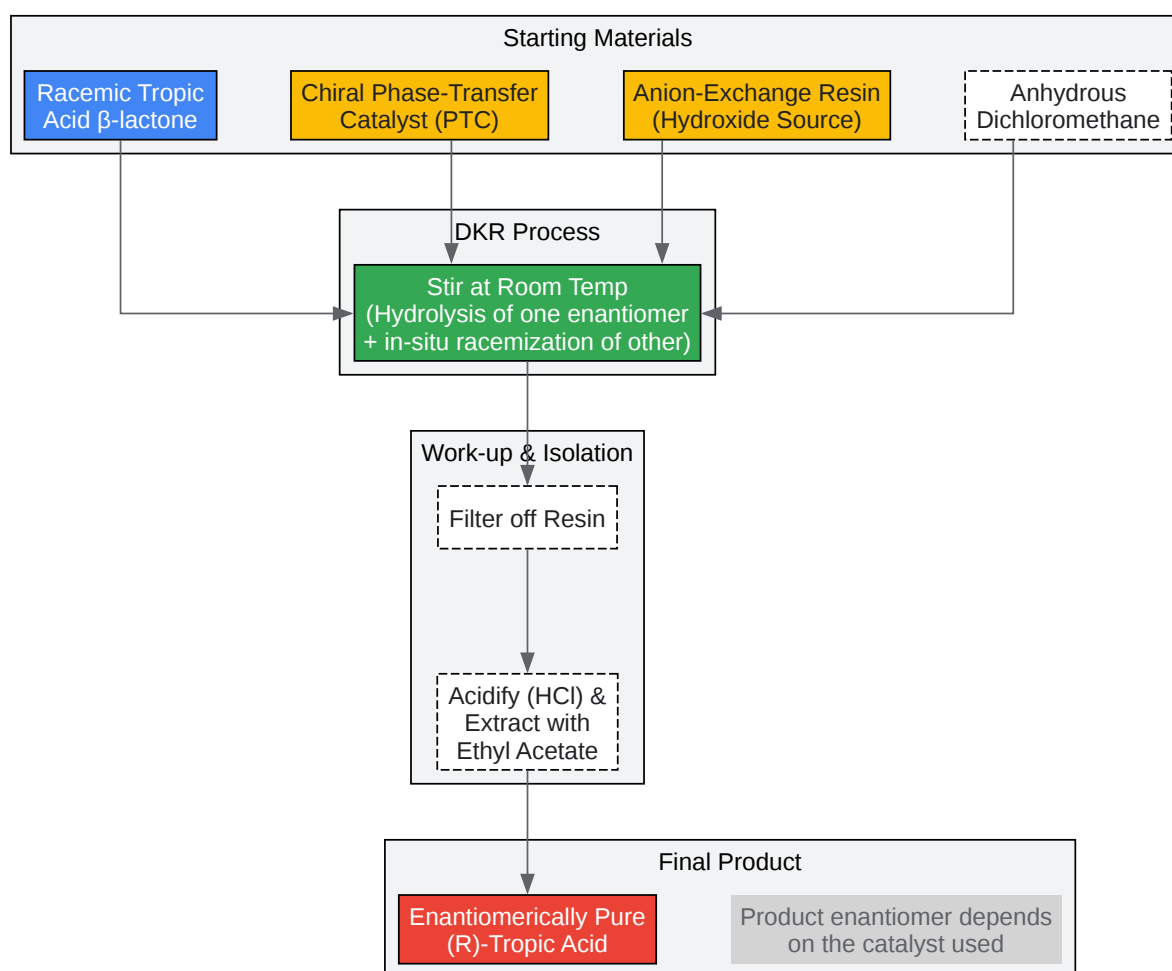 Starting Materials
Racemic Tropic
Acid β-lactone
Chiral Phase-Transfer
Catalyst (PTC)
Anion-Exchange Resin
(Hydroxide Source)
Anhydrous
Dichloromethane
DKR Process
Stir at Room Temp
(Hydrolysis of one enantiomer
+ in-situ racemization of other)
Work-up & Isolation
Filter off Resin
Acidify (HCl) &
Extract with
Ethyl Acetate
Final Product
Enantiomerically Pure
(R)-Tropic Acid
Product enantiomer depends
on the catalyst used